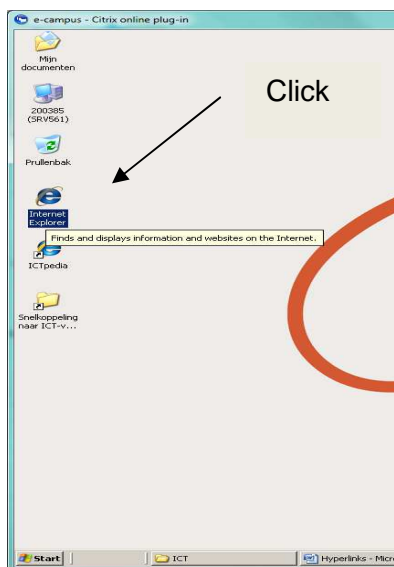 e-campus - Citrix online plug-in
Mijn
documenten
Click
200385
(SRV561)
Prullenbak
Internet
Explorer
Finds and displays information and websites on the Internet.
ICTpedia
Snelkoppeling
naar ICT-v...
Start
ICT
Hyperlinks - Micr